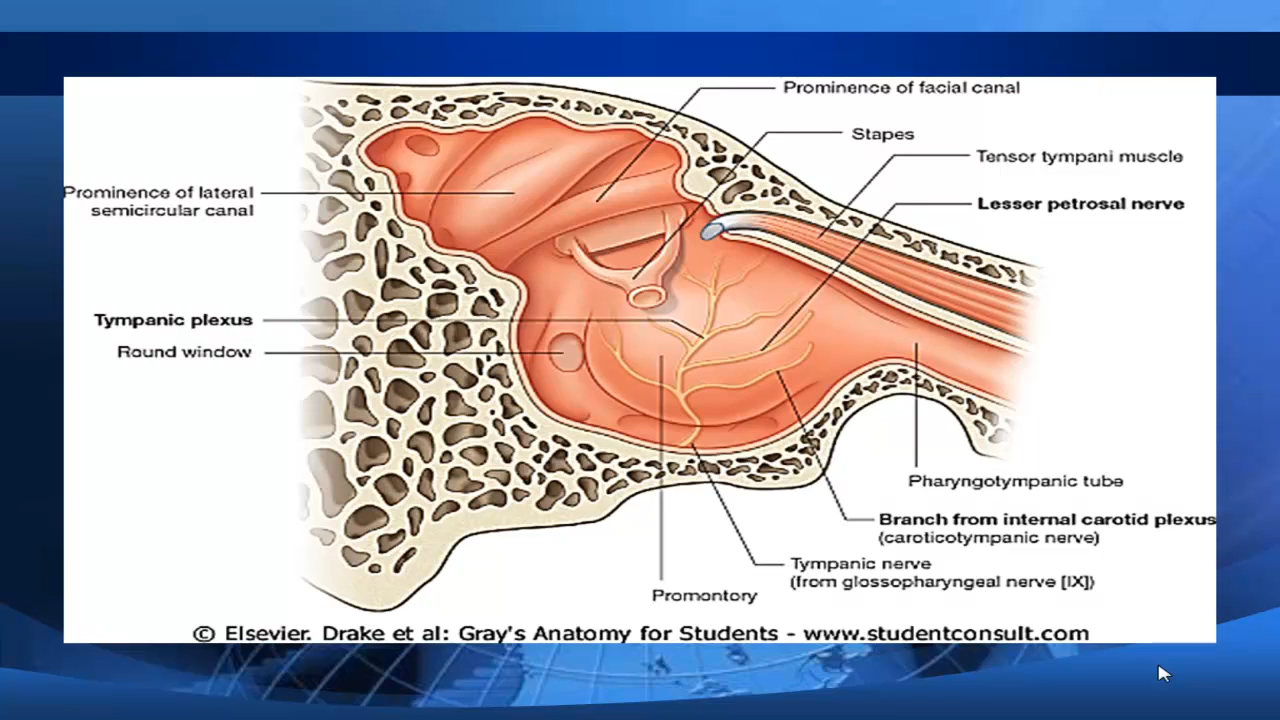 Prominence of facial canal
Stapes
Tensor tympani muscle
Prominence of lateral
semicircular canal
Lesser petrosal nerve
Tympanic plexus
Round window
Pharyngotympanic tube
Branch from internal carotid plexus
(caroticotympanic nerve)
Tympanic nerve
(from glossopharyngeal nerve [IX])
Promontory
© Elsevier. Drake et al: Gray's Anatomy for Students - www.studentconsult.com